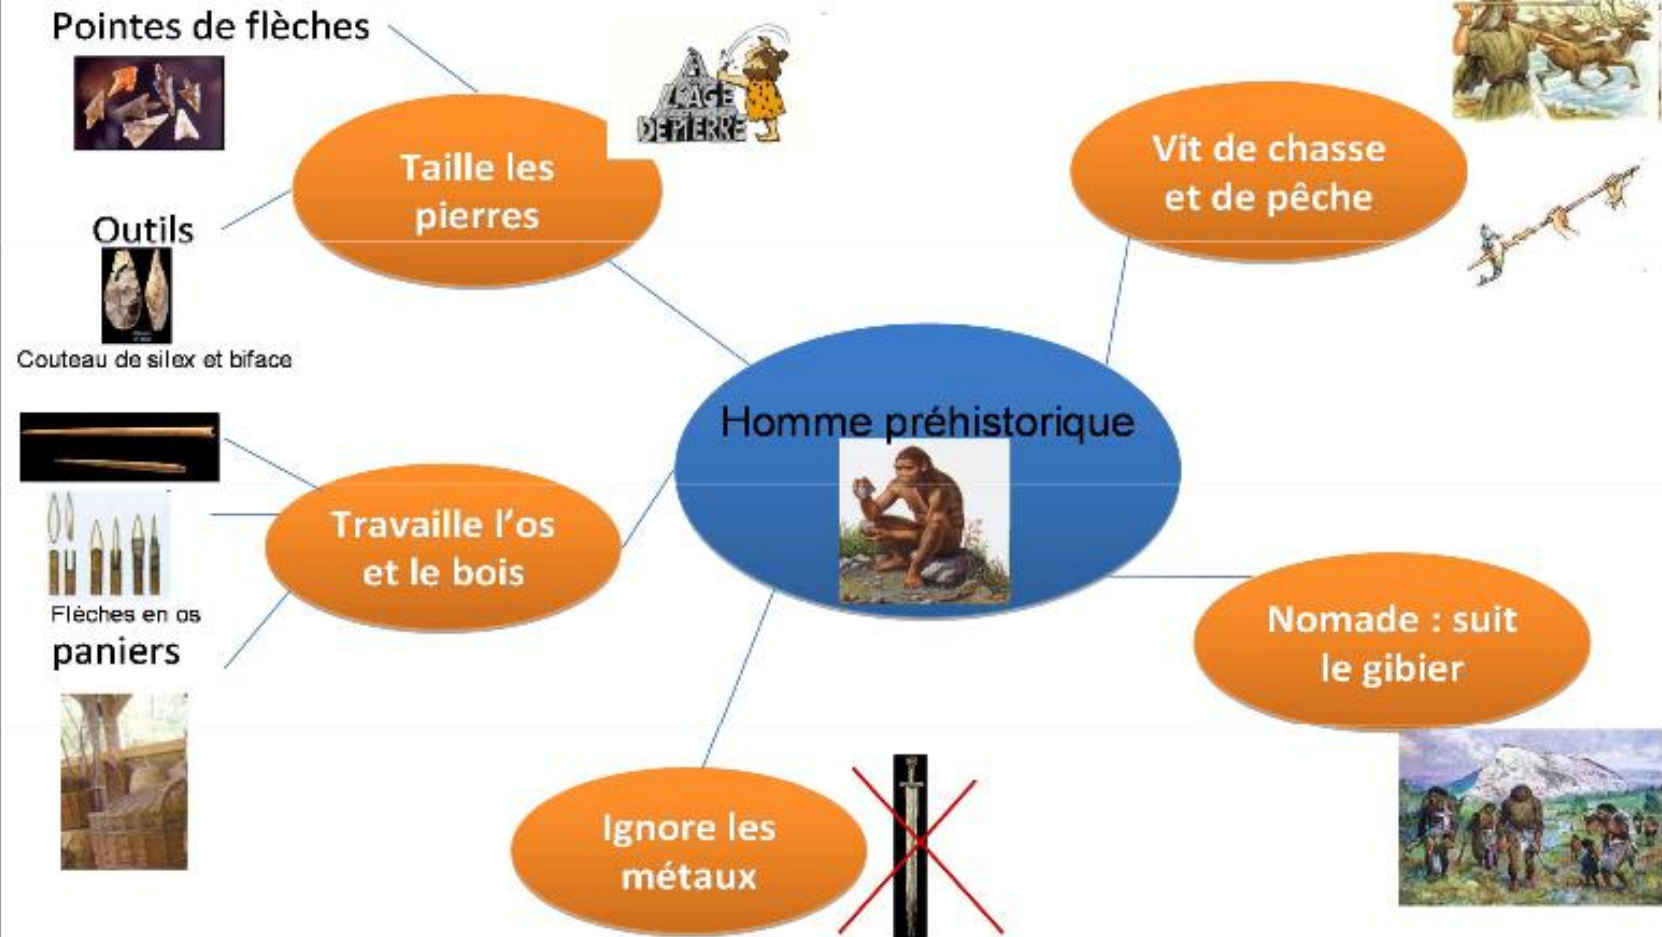 Pointes de flèches
L'AGE
DE PIERRE
Taille les
pierres
Outils
Couteau de silex et biface
Vit de chasse
et de pêche
Homme préhistorique
Travaille l'os
et le bois
Flèches en os
paniers
Nomade : suit
le gibier
Ignore les
métaux